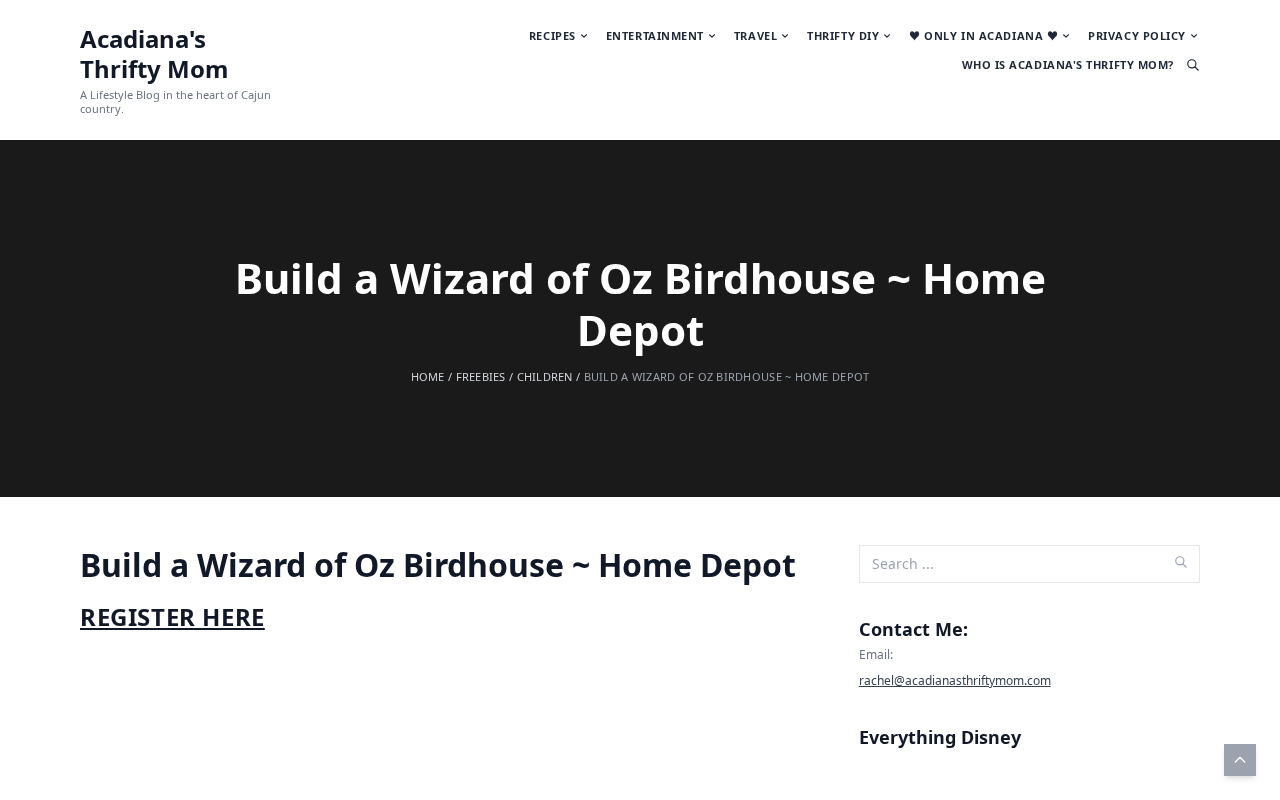 Acadiana's
Thrifty Mom
A Lifestyle Blog in the heart of Cajun
country.
RECIPES ENTERTAINMENT TRAVEL THRIFTY DIY ♥ ONLY IN ACADIANA ♥ PRIVACY POLICY
WHO IS ACADIANA'S THRIFTY MOM?
Build a Wizard of Oz Birdhouse ~ Home
Depot
HOME / FREEBIES / CHILDREN / BUILD A WIZARD OF OZ BIRDHOUSE ~ HOME DEPOT
Build a Wizard of Oz Birdhouse ~ Home Depot
REGISTER HERE
Search ...
Contact Me:
Email:
rachel@acadianasthriftymom.com
Everything Disney